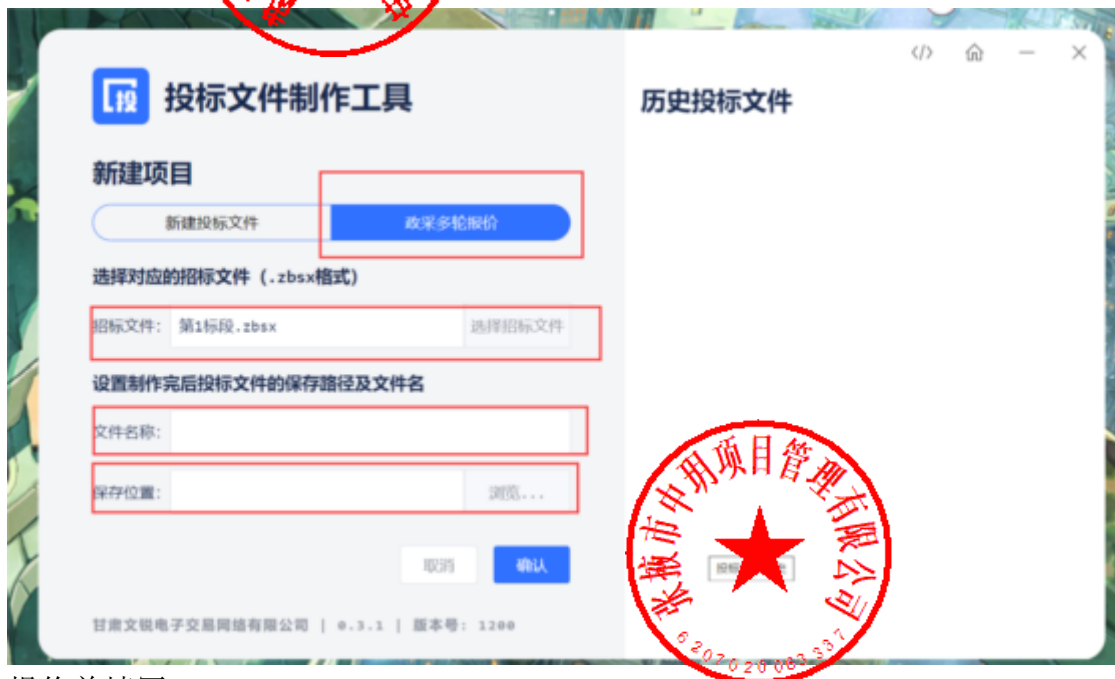 投标文件制作工具
新建项目
新建投标文件
政采多轮报价
选择对应的招标文件（.zbsx格式）
招标文件：
第1标段.zbsx
选择招标文件
设置制作完后投标文件的保存路径及文件名
文件名称：
保存位置：
浏览...
取消
确认
甘肃文锐电子交易网络有限公司 | 0.3.1 | 版本号：1200
历史投标文件
张掖市中玥项目管理有限公司